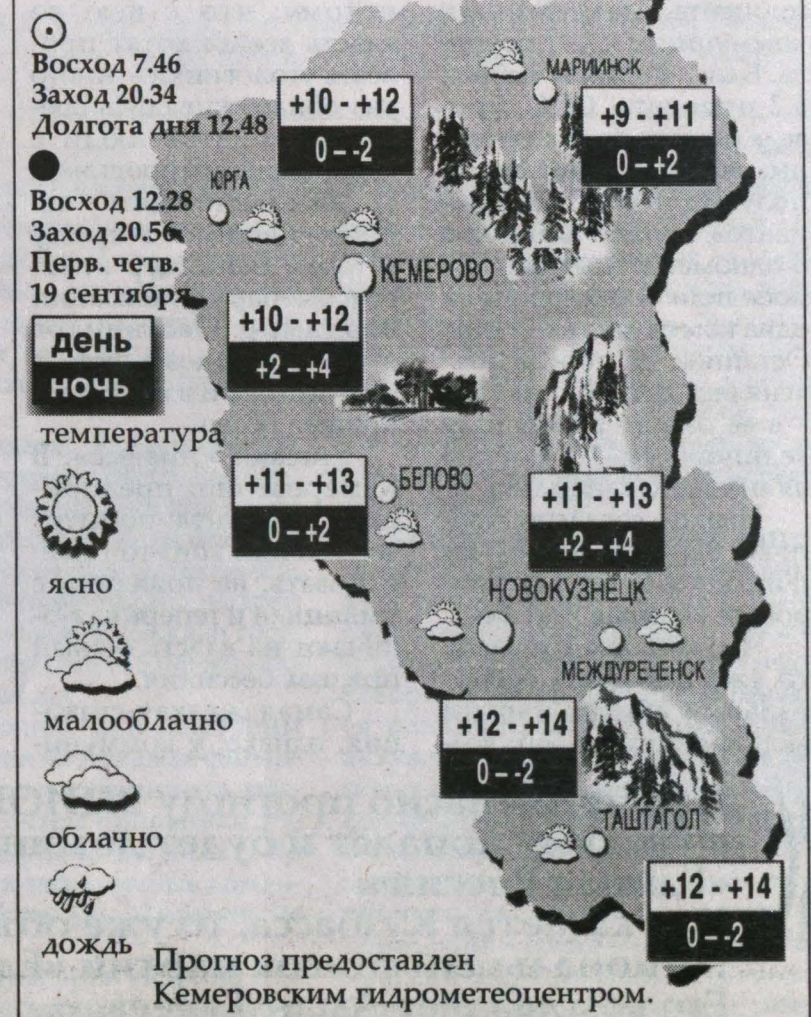 Восход 7.46
Заход 20.34
Долгота дня 12.48
Восход 12.28
Заход 20.56
Перв. четв.
19 сентября
день
ночь
температура
ясно
малооблачно
облачно
дождь
МАРИИНСК
+10 - +12
0 – -2
+9 - +11
0 – +2
ЮРГА
КЕМЕРОВО
+10 - +12
+2 – +4
БЕЛОВО
+11 - +13
0 – +2
+11 - +13
+2 – +4
НОВОКУЗНЕЦК
МЕЖДУРЕЧЕНСК
+12 - +14
0 – -2
ТАШТАГОЛ
+12 - +14
0 – -2
Прогноз предоставлен
Кемеровским гидрометеоцентром.